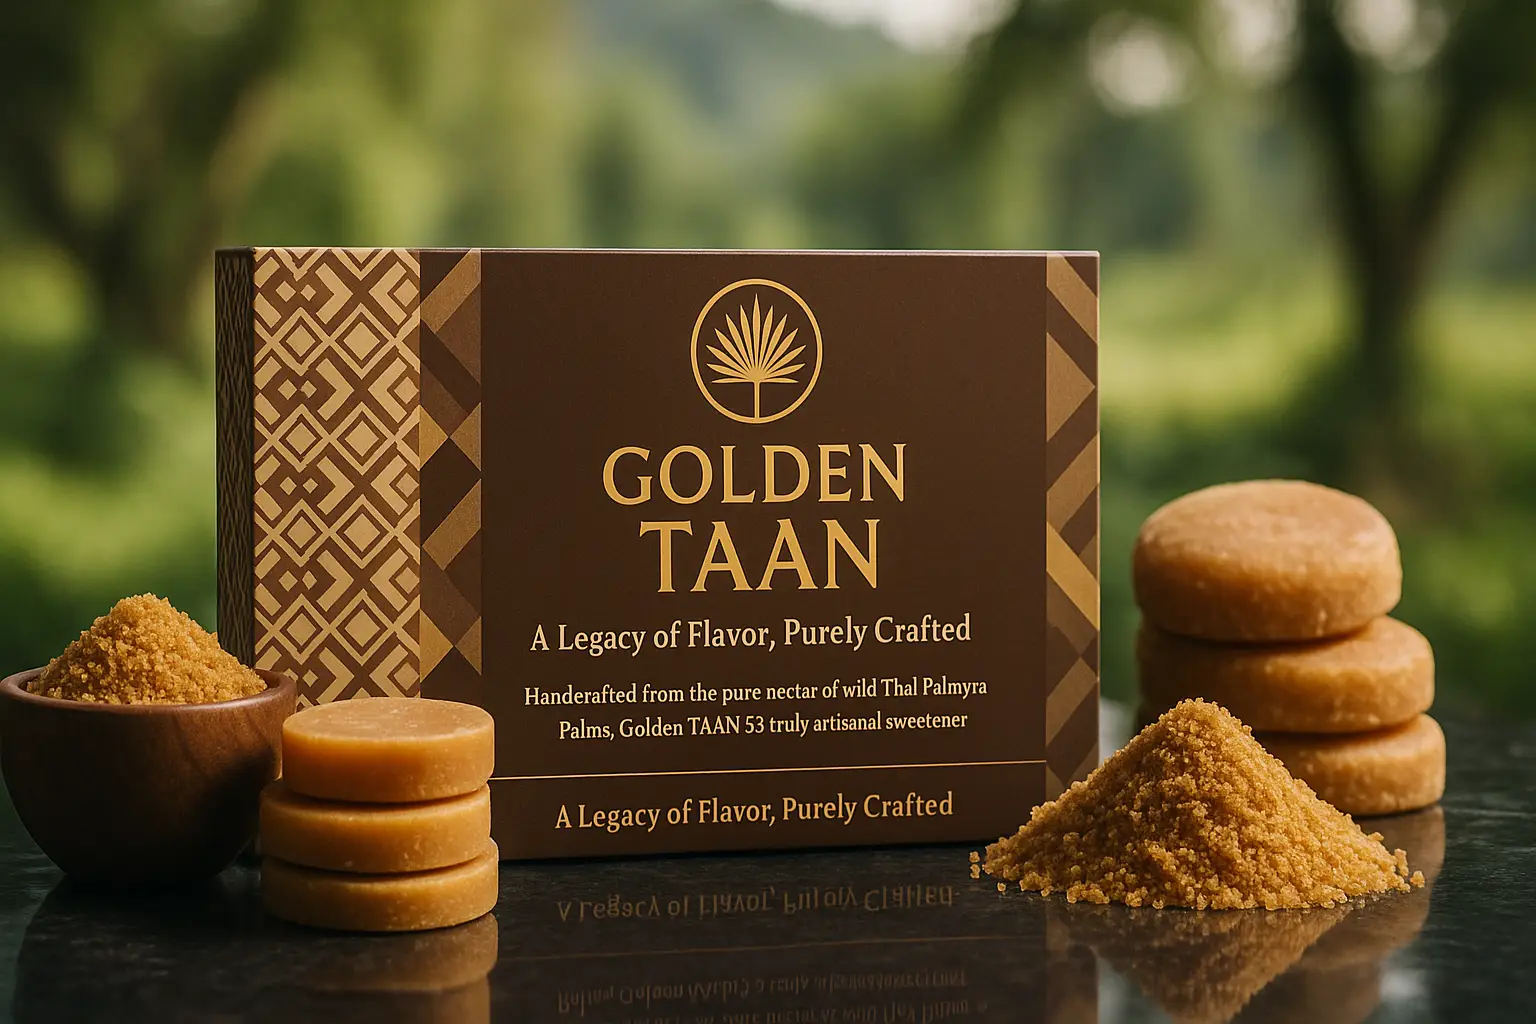 GOLDEN
TAAN
A Legacy of Flavor, Purely Crafted
Handerafted from the pure nectar of wild Thal Palmyra
Palms, Golden TAAN 53 truly artisanal sweetener
A Legacy of Flavor, Purely Crafted